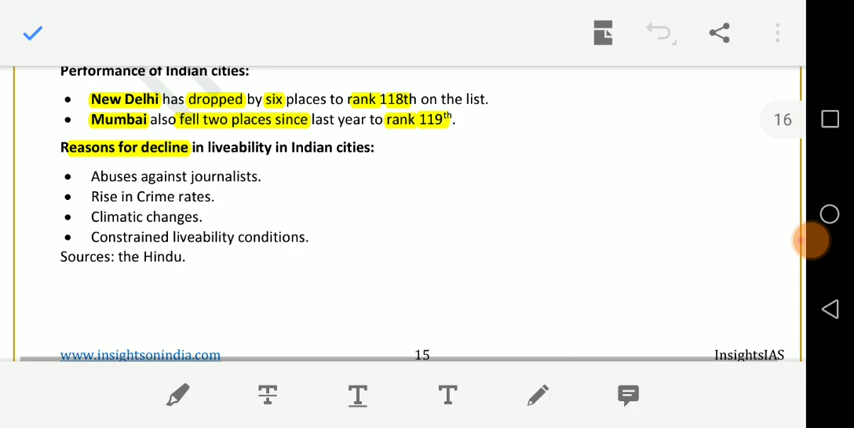 16
Performance of Indian cities:
• New Delhi has dropped by six places to rank 118th on the list.
• Mumbai also fell two places since last year to rank 119th.
Reasons for decline in liveability in Indian cities:
• Abuses against journalists.
• Rise in Crime rates.
• Climatic changes.
• Constrained liveability conditions.
Sources: the Hindu.
www.insightsonindia.com 15 InsightsIAS